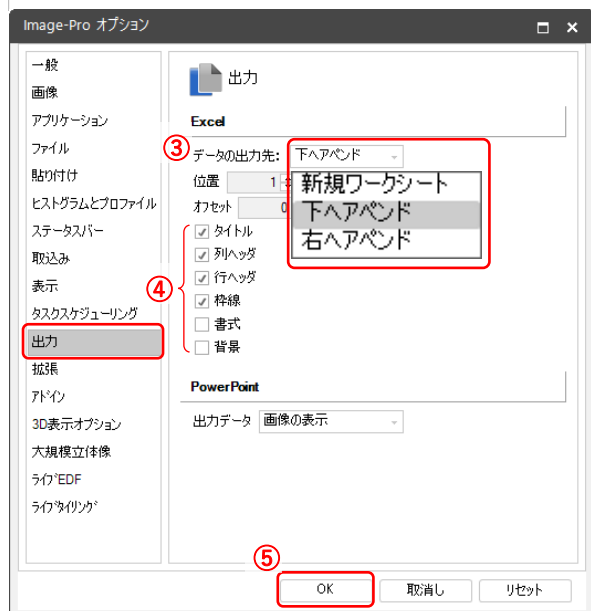 Image-Pro オプション
一般
画像
アプリケーション
ファイル
貼り付け
ヒストグラムとプロファイル
ステータスバー
取込み
表示
タスクスケジューリング
出力
拡張
アドイン
3D表示オプション
大規模立体像
ライブEDF
ライブタイリング
出力
Excel
③ データの出力先: 下へアペンド
位置 1
オフセット 0
新規ワークシート
下へアペンド
右へアペンド
④
タイトル
列ヘッダ
行ヘッダ
枠線
書式
背景
PowerPoint
出力データ 画像の表示
⑤
OK 取消し リセット